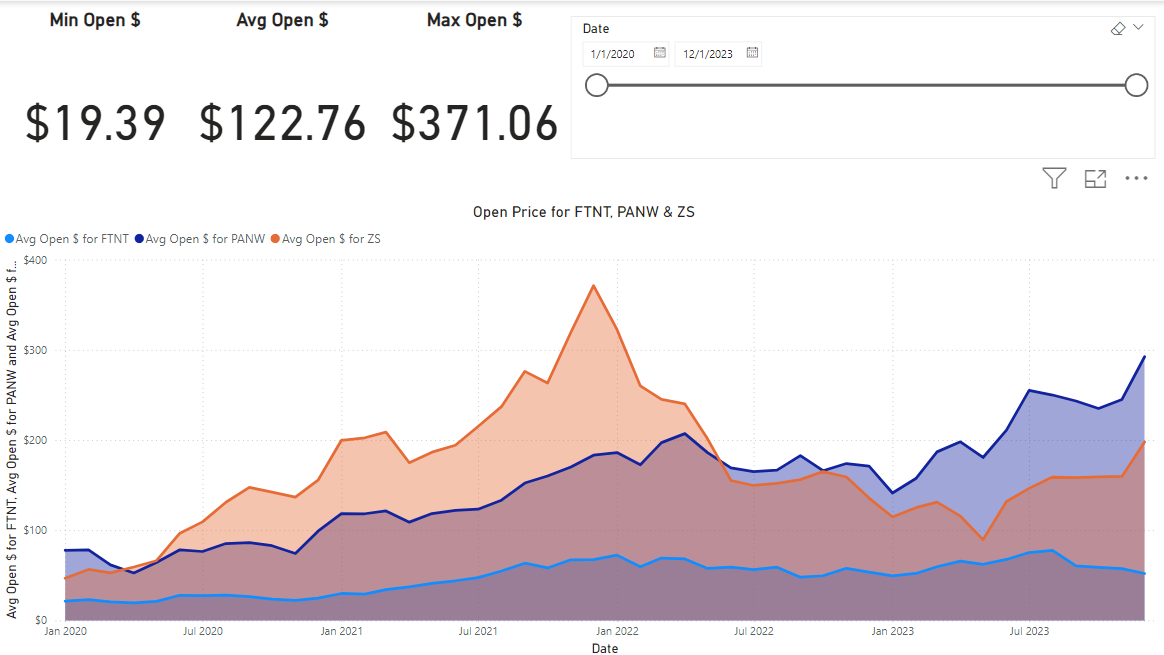 Min Open $
Avg Open $
Max Open $
$19.39
$122.76
$371.06
Date
1/1/2020
12/1/2023
Open Price for FTNT, PANW & ZS
Avg Open $ for FTNT
Avg Open $ for PANW
Avg Open $ for ZS
Avg Open $ for FTNT, Avg Open $ for PANW and Avg Open $ f...
$400
$300
$200
$100
$0
Jan 2020
Jul 2020
Jan 2021
Jul 2021
Jan 2022
Jul 2022
Jan 2023
Jul 2023
Date